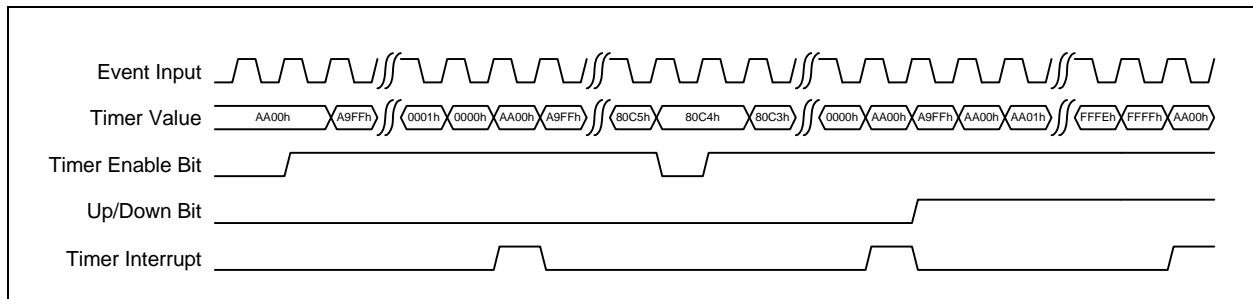 Event Input
Timer Value AA00h A9FFh 0001h 0000h AA00h A9FFh 80C5h 80C4h 80C3h 0000h AA00h A9FFh AA00h AA01h FFFEh FFFFh AA00h
Timer Enable Bit
Up/Down Bit
Timer Interrupt